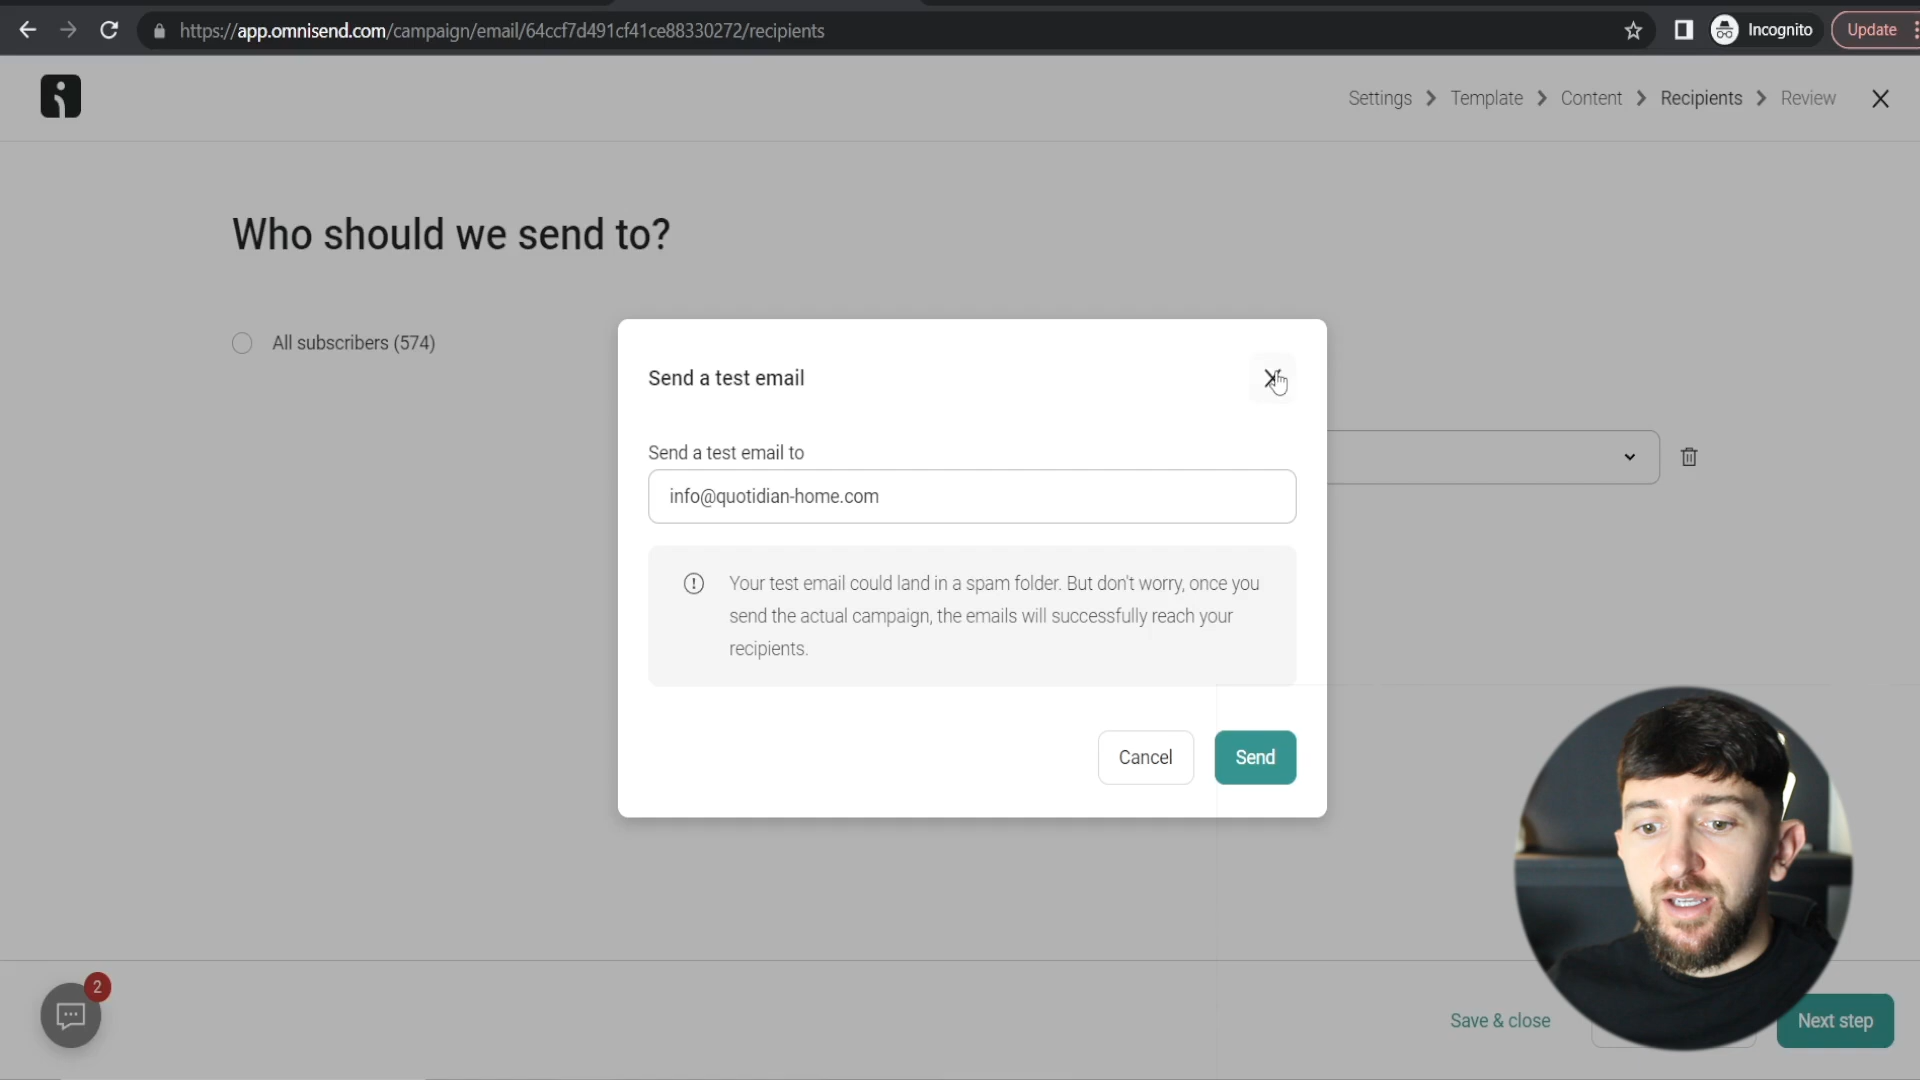 https://app.omnisend.com/campaign/email/64ccf7d491cf41ce88330272/recipients
Incognito
Update
Settings
Template
Content
Recipients
Review
Who should we send to?
All subscribers (574)
Send a test email
Send a test email to
info@quotidian-home.com
Your test email could land in a spam folder. But don't worry, once you
send the actual campaign, the emails will successfully reach your
recipients.
Cancel
Send
2
Save & close
Next step